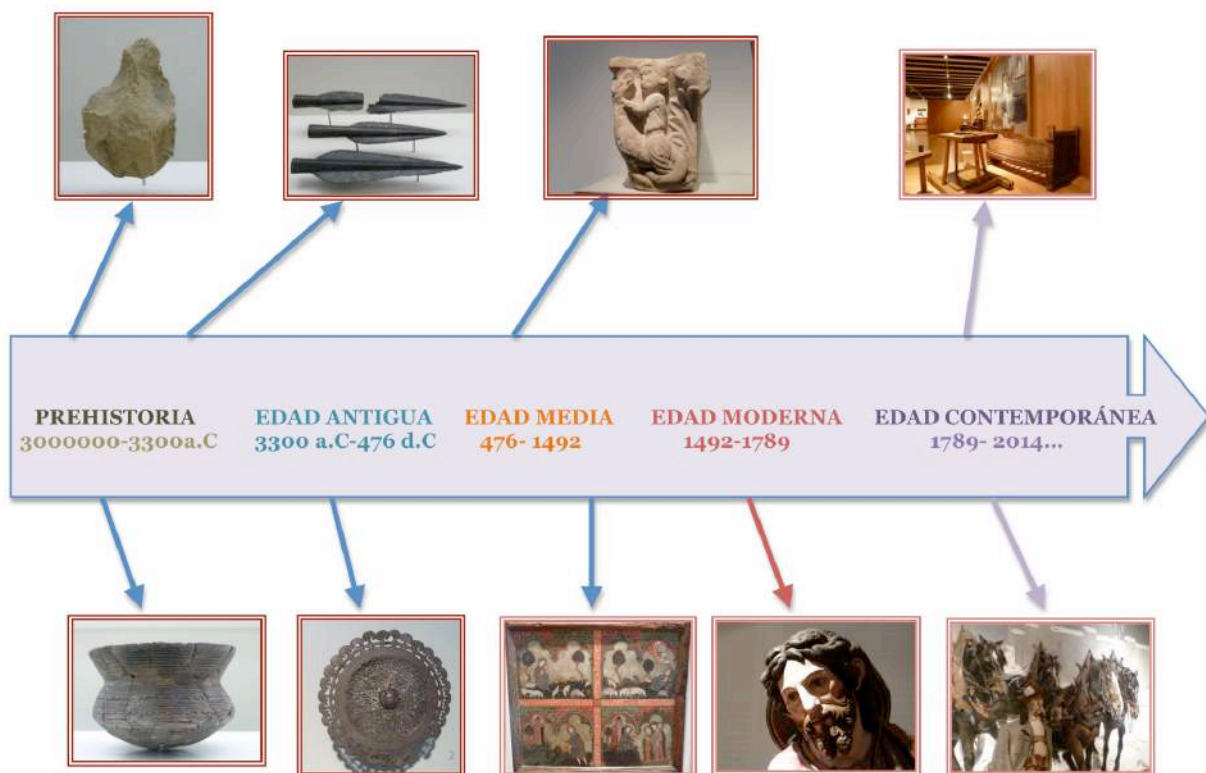 PREHISTORIA
3000000-3300a.C
EDAD ANTIGUA
3300 a.C-476 d.C
EDAD MEDIA
476- 1492
EDAD MODERNA
1492-1789
EDAD CONTEMPORÁNEA
1789- 2014...